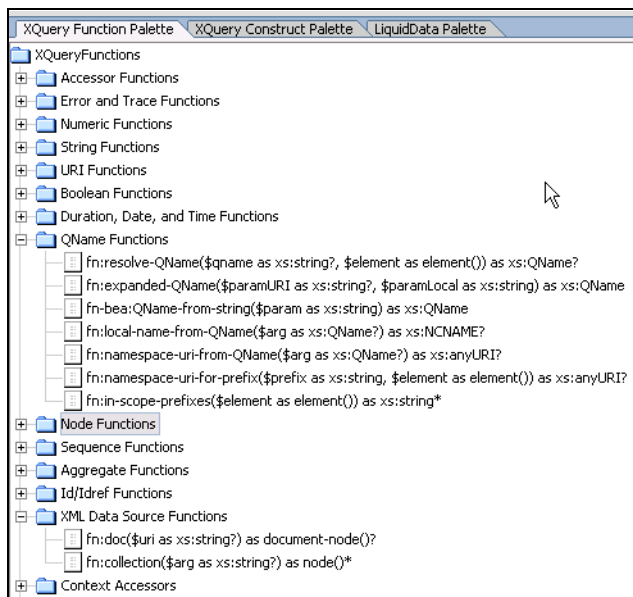 XQuery Function Palette XQuery Construct Palette LiquidData Palette
XQueryFunctions
Accessor Functions
Error and Trace Functions
Numeric Functions
String Functions
URI Functions
Boolean Functions
Duration, Date, and Time Functions
QName Functions
fn:resolve-QName($qname as xs:string?, $element as element()) as xs:QName?
fn:expanded-QName($paramURI as xs:string?, $paramLocal as xs:string) as xs:QName
fn-bea:QName-from-string($param as xs:string) as xs:QName
fn:local-name-from-QName($arg as xs:QName?) as xs:NCNAME?
fn:namespace-uri-from-QName($arg as xs:QName?) as xs:anyURI?
fn:namespace-uri-for-prefix($prefix as xs:string, $element as element()) as xs:anyURI?
fn:in-scope-prefixes($element as element()) as xs:string*
Node Functions
Sequence Functions
Aggregate Functions
Id/Idref Functions
XML Data Source Functions
fn:doc($uri as xs:string?) as document-node()?
fn:collection($arg as xs:string?) as node()*
Context Accessors